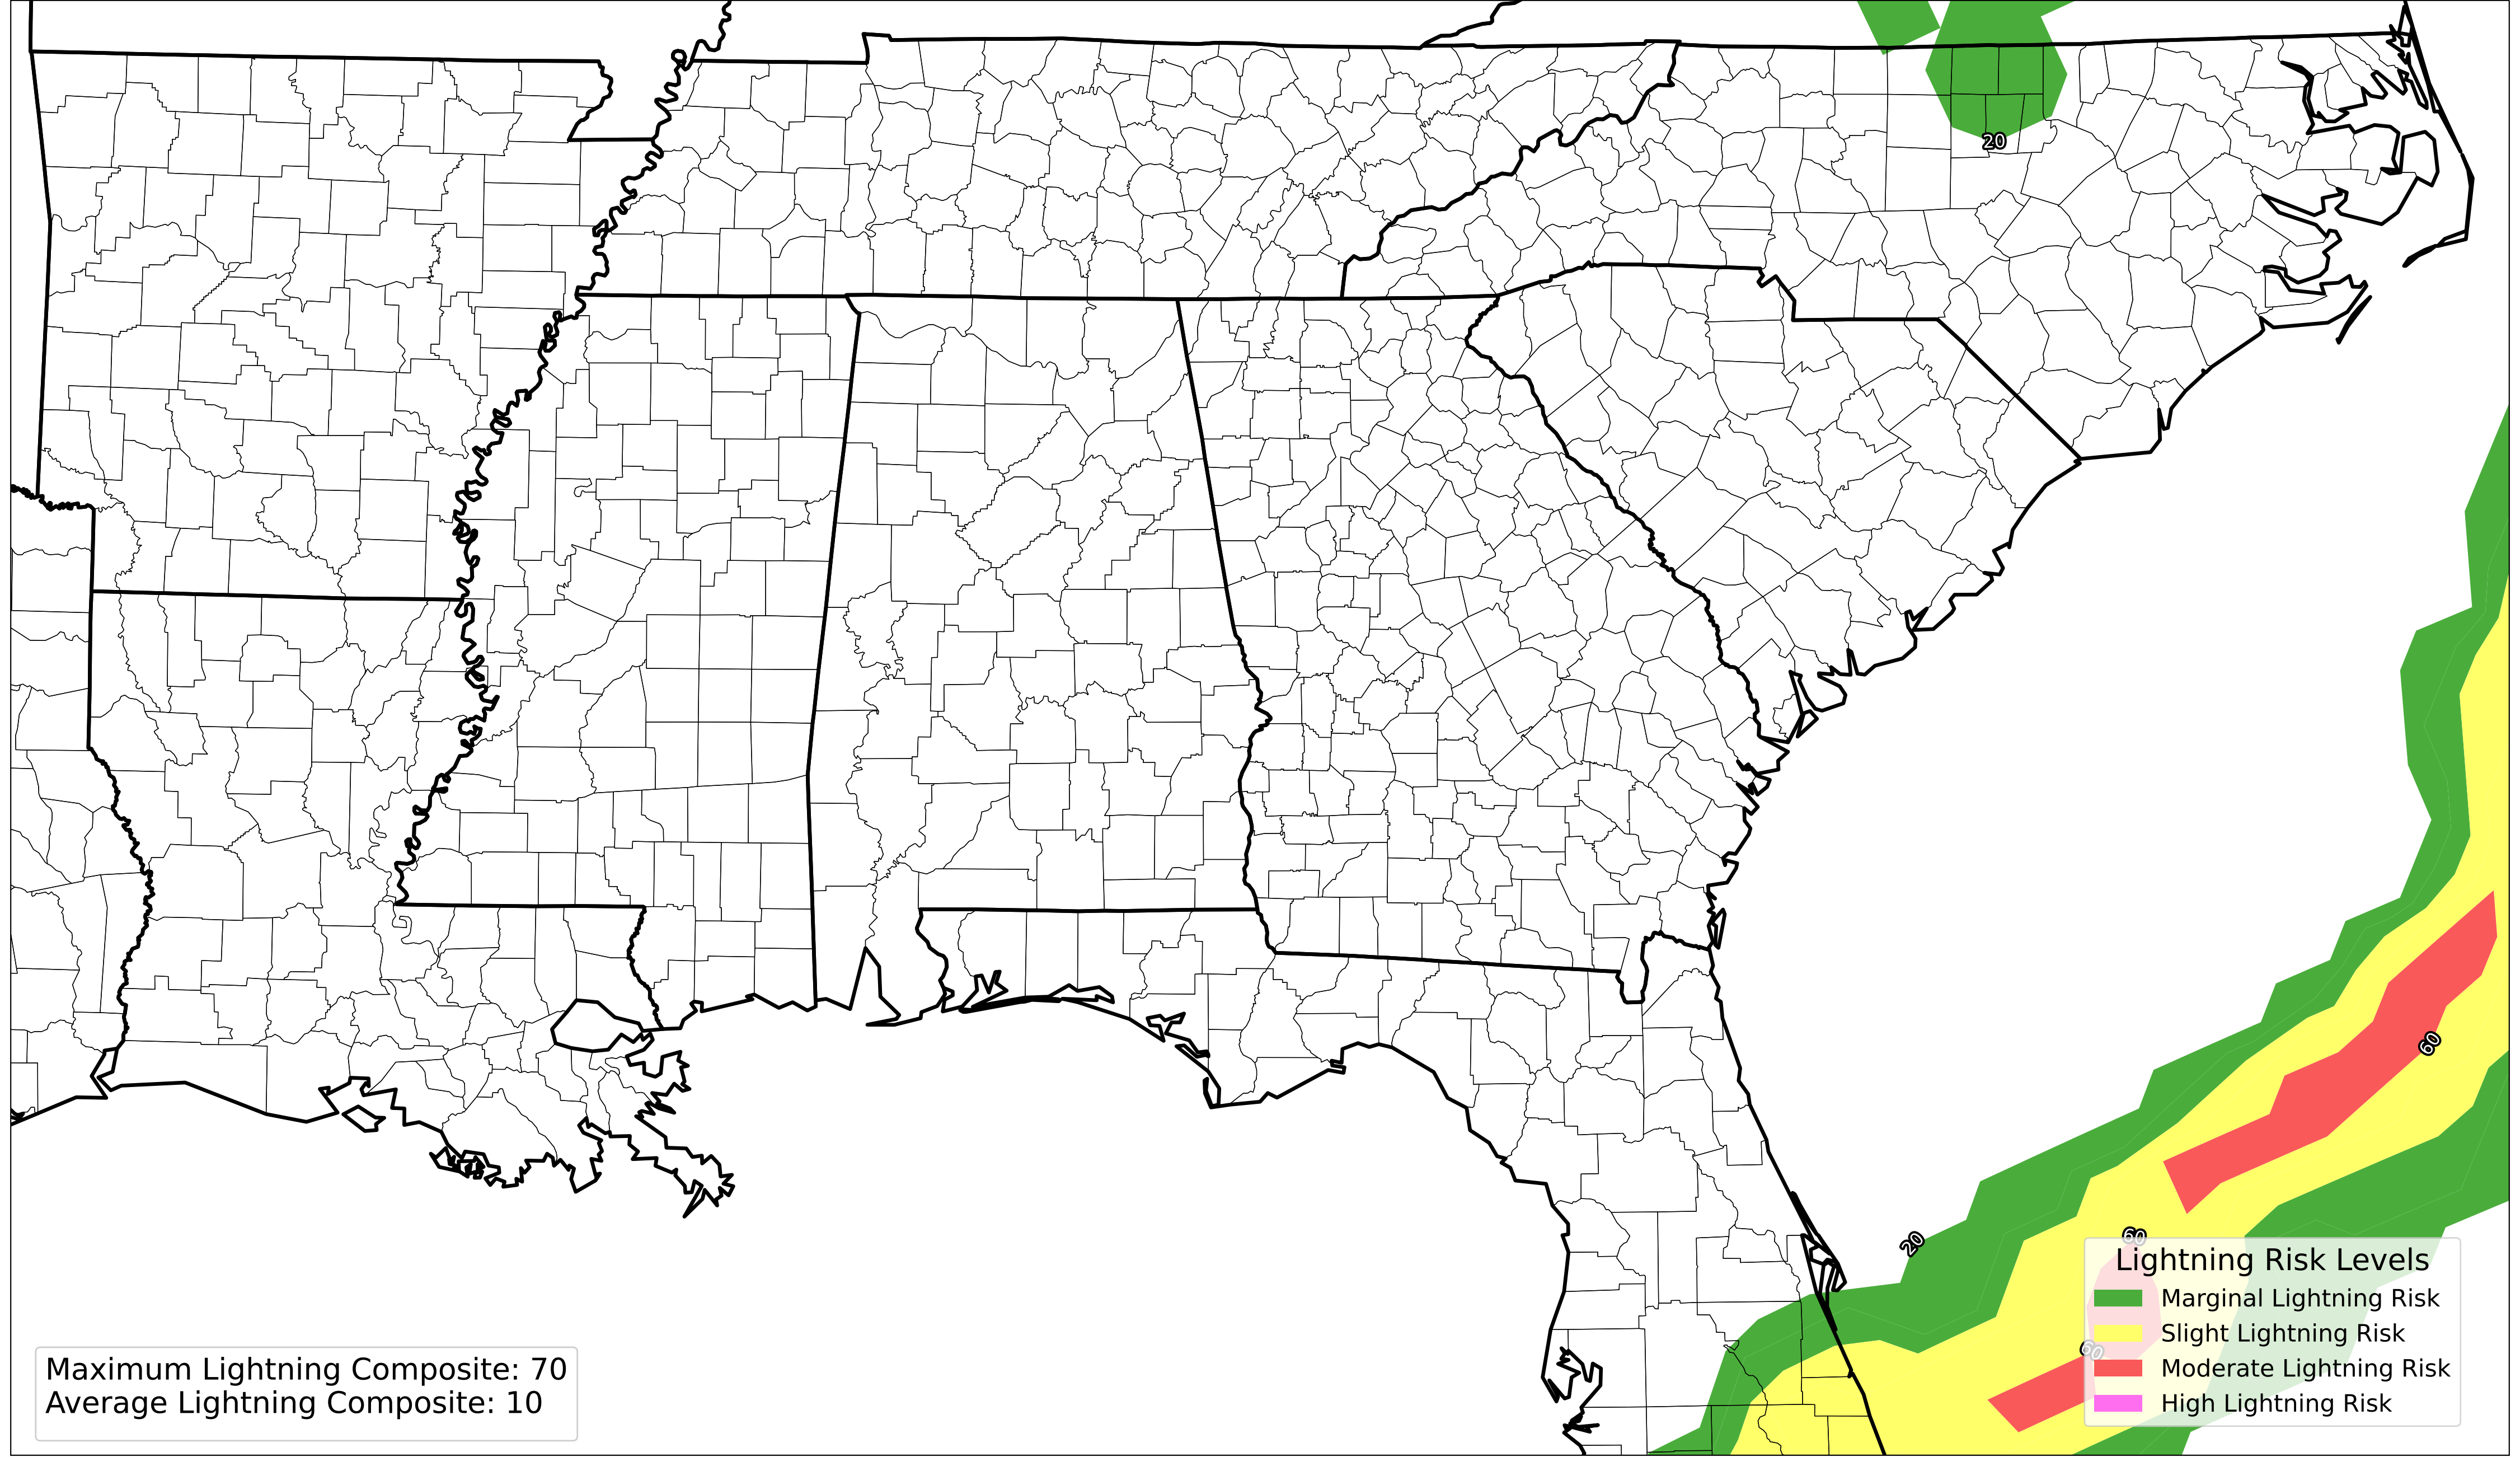 20
60
20
60
60
Lightning Risk Levels
Marginal Lightning Risk
Slight Lightning Risk
Moderate Lightning Risk
High Lightning Risk
Maximum Lightning Composite: 70
Average Lightning Composite: 10